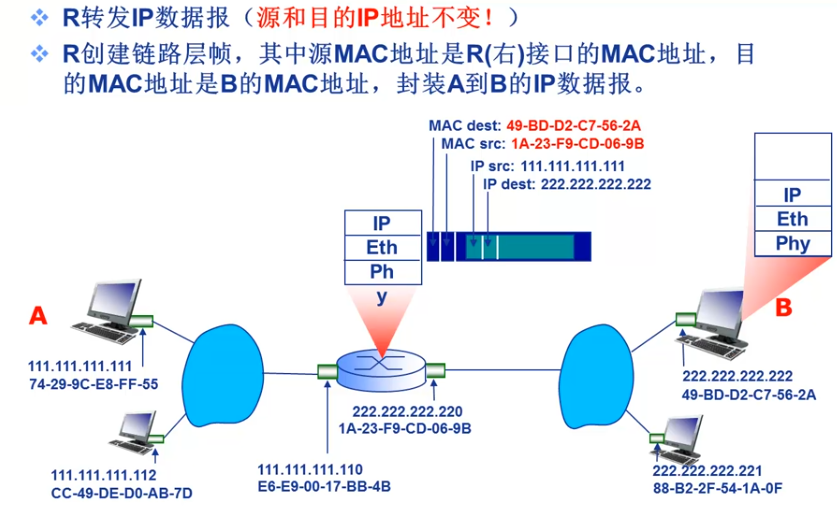 R转发IP数据报（源和目的IP地址不变！）
R创建链路层帧，其中源MAC地址是R(右)接口的MAC地址，目
的MAC地址是B的MAC地址，封装A到B的IP数据报。
MAC dest: 49-BD-D2-C7-56-2A
MAC src: 1A-23-F9-CD-06-9B
IP src: 111.111.111.111
IP dest: 222.222.222.222
IP
Eth
Ph
y
IP
Eth
Phy
A
B
111.111.111.111
74-29-9C-E8-FF-55
222.222.222.222
49-BD-D2-C7-56-2A
222.222.222.220
1A-23-F9-CD-06-9B
111.111.111.112
CC-49-DE-D0-AB-7D
111.111.111.110
E6-E9-00-17-BB-4B
222.222.222.221
88-B2-2F-54-1A-0F